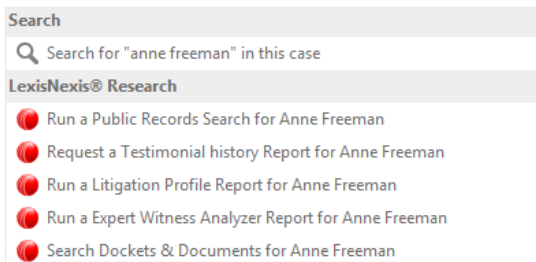 Search
Search for "anne freeman" in this case
LexisNexis® Research
Run a Public Records Search for Anne Freeman
Request a Testimonial history Report for Anne Freeman
Run a Litigation Profile Report for Anne Freeman
Run a Expert Witness Analyzer Report for Anne Freeman
Search Dockets & Documents for Anne Freeman